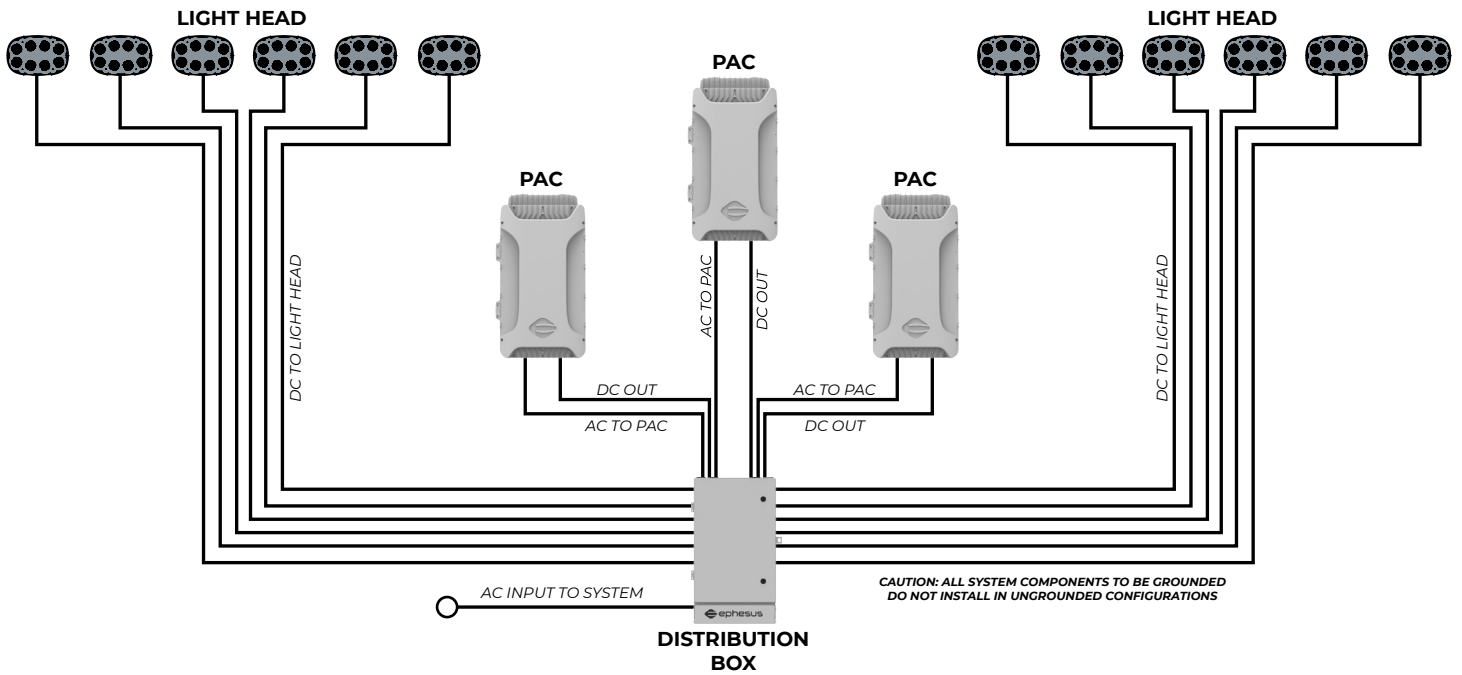 LIGHT HEAD
LIGHT HEAD
PAC
PAC
PAC
DC TO LIGHT HEAD
AC TO PAC
DC OUT
DC TO LIGHT HEAD
DC OUT
AC TO PAC
AC TO PAC
DC OUT
AC INPUT TO SYSTEM
CAUTION: ALL SYSTEM COMPONENTS TO BE GROUNDED
DO NOT INSTALL IN UNGROUNDED CONFIGURATIONS
ephesus
DISTRIBUTION
BOX